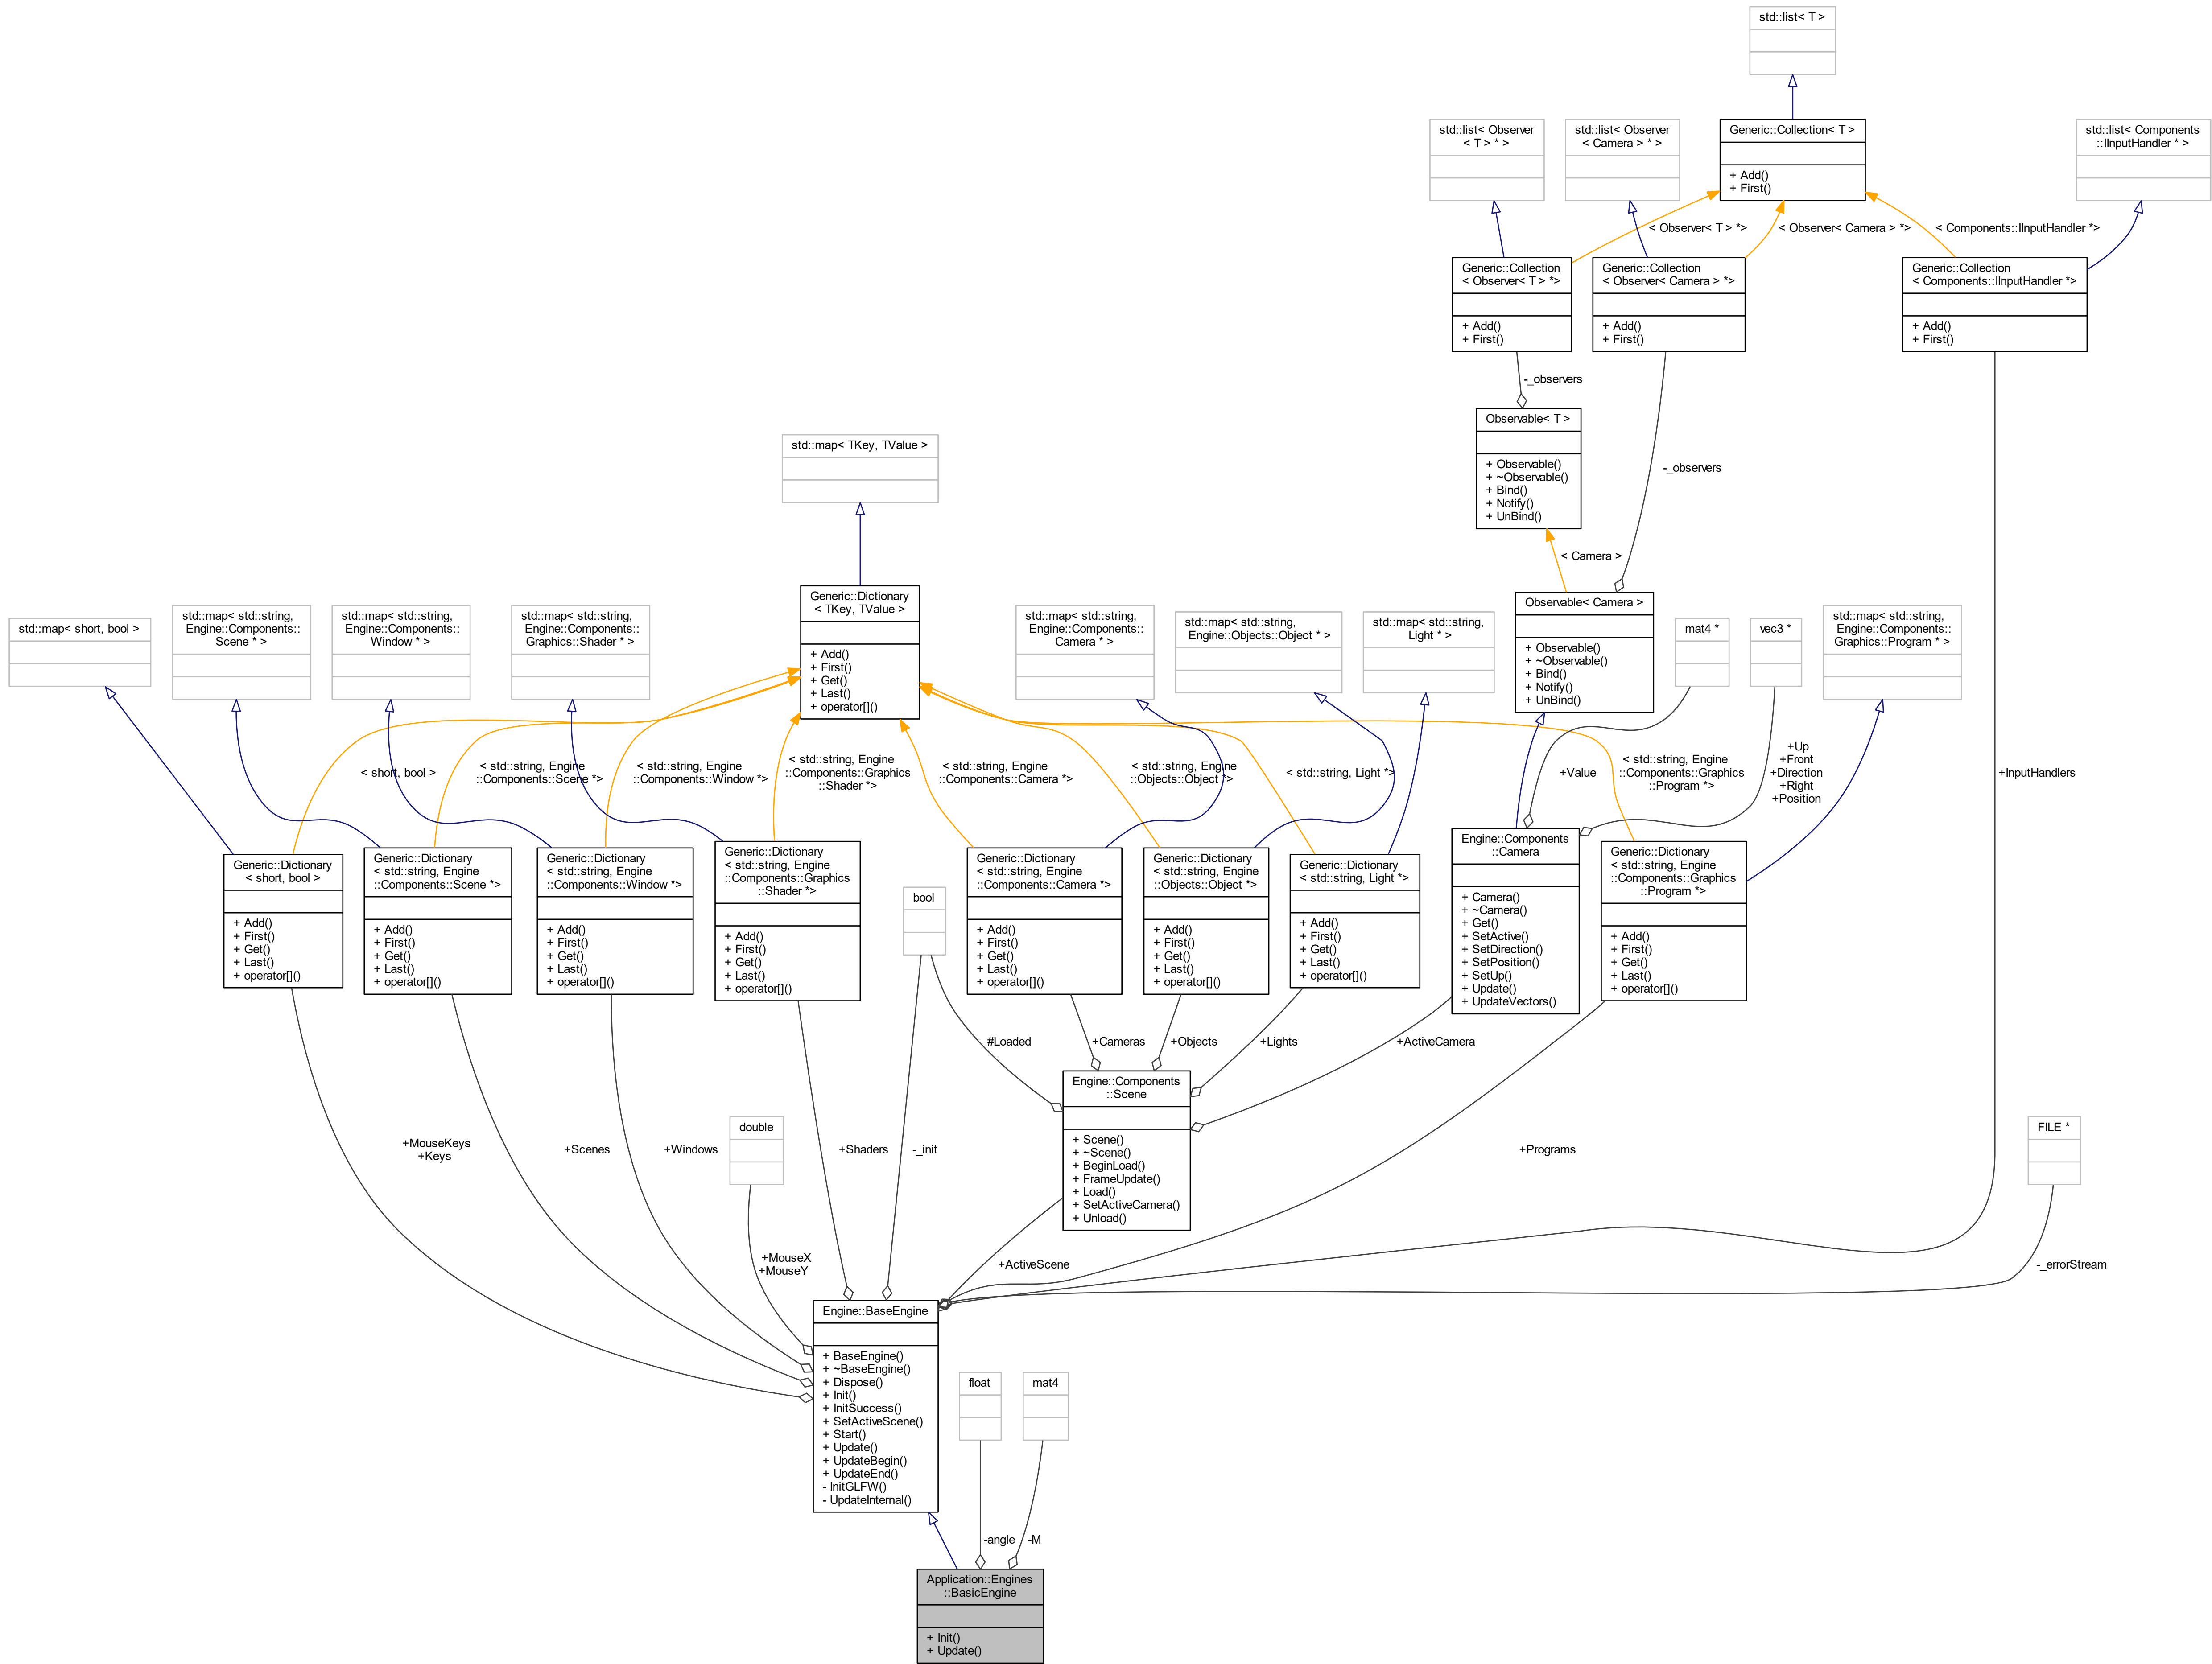 std::list< T >
std::list< Observer
< T > * >
std::list< Observer
< Camera > * >
Generic::Collection< T >
+ Add()
+ First()
std::list< Components
::IInputHandler * >
< Observer< T > *>
< Observer< Camera > *>
< Components::IInputHandler *>
Generic::Collection
< Observer< T > *>
+ Add()
+ First()
Generic::Collection
< Observer< Camera > *>
+ Add()
+ First()
Generic::Collection
< Components::IInputHandler *>
+ Add()
+ First()
-_observers
Observable< T >
+ Observable()
+ ~Observable()
+ Bind()
+ Notify()
+ UnBind()
-_observers
std::map< TKey, TValue >
< Camera >
std::map< short, bool >
std::map< std::string,
Engine::Components::
Scene * >
std::map< std::string,
Engine::Components::
Window * >
std::map< std::string,
Engine::Components::
Graphics::Shader * >
Generic::Dictionary
< TKey, TValue >
+ Add()
+ First()
+ Get()
+ Last()
+ operator[]()
std::map< std::string,
Engine::Components::
Camera * >
std::map< std::string,
Engine::Objects::Object * >
std::map< std::string,
Light * >
Observable< Camera >
+ Observable()
+ ~Observable()
+ Bind()
+ Notify()
+ UnBind()
mat4 *
vec3 *
std::map< std::string,
Engine::Components::
Graphics::Program * >
< short, bool >
< std::string, Engine
::Components::Scene *>
< std::string, Engine
::Components::Window *>
< std::string, Engine
::Components::Graphics
::Shader *>
< std::string, Engine
::Components::Camera *>
< std::string, Engine
::Objects::Object *>
< std::string, Light *>
+Value
< std::string, Engine
::Components::Graphics
::Program *>
+Up
+Front
+Direction
+Right
+Position
+InputHandlers
Generic::Dictionary
< short, bool >
+ Add()
+ First()
+ Get()
+ Last()
+ operator[]()
Generic::Dictionary
< std::string, Engine
::Components::Scene *>
+ Add()
+ First()
+ Get()
+ Last()
+ operator[]()
Generic::Dictionary
< std::string, Engine
::Components::Window *>
+ Add()
+ First()
+ Get()
+ Last()
+ operator[]()
Generic::Dictionary
< std::string, Engine
::Components::Graphics
::Shader *>
+ Add()
+ First()
+ Get()
+ Last()
+ operator[]()
bool
Generic::Dictionary
< std::string, Engine
::Components::Camera *>
+ Add()
+ First()
+ Get()
+ Last()
+ operator[]()
Generic::Dictionary
< std::string, Engine
::Objects::Object *>
+ Add()
+ First()
+ Get()
+ Last()
+ operator[]()
Generic::Dictionary
< std::string, Light *>
+ Add()
+ First()
+ Get()
+ Last()
+ operator[]()
Engine::Components
::Camera
+ Camera()
+ ~Camera()
+ Get()
+ SetActive()
+ SetDirection()
+ SetPosition()
+ SetUp()
+ Update()
+ UpdateVectors()
Generic::Dictionary
< std::string, Engine
::Components::Graphics
::Program *>
+ Add()
+ First()
+ Get()
+ Last()
+ operator[]()
#Loaded
+Cameras
+Objects
+Lights
+ActiveCamera
Engine::Components
::Scene
+ Scene()
+ ~Scene()
+ BeginLoad()
+ FrameUpdate()
+ Load()
+ SetActiveCamera()
+ Unload()
double
FILE *
+MouseKeys
+Keys
+Scenes
+Windows
+Shaders
-_init
+Programs
+MouseX
+MouseY
+ActiveScene
-_errorStream
Engine::BaseEngine
+ BaseEngine()
+ ~BaseEngine()
+ Dispose()
+ Init()
+ InitSuccess()
+ SetActiveScene()
+ Start()
+ Update()
+ UpdateBegin()
+ UpdateEnd()
- InitGLFW()
- UpdateInternal()
float
mat4
-angle
-M
Application::Engines
::BasicEngine
+ Init()
+ Update()